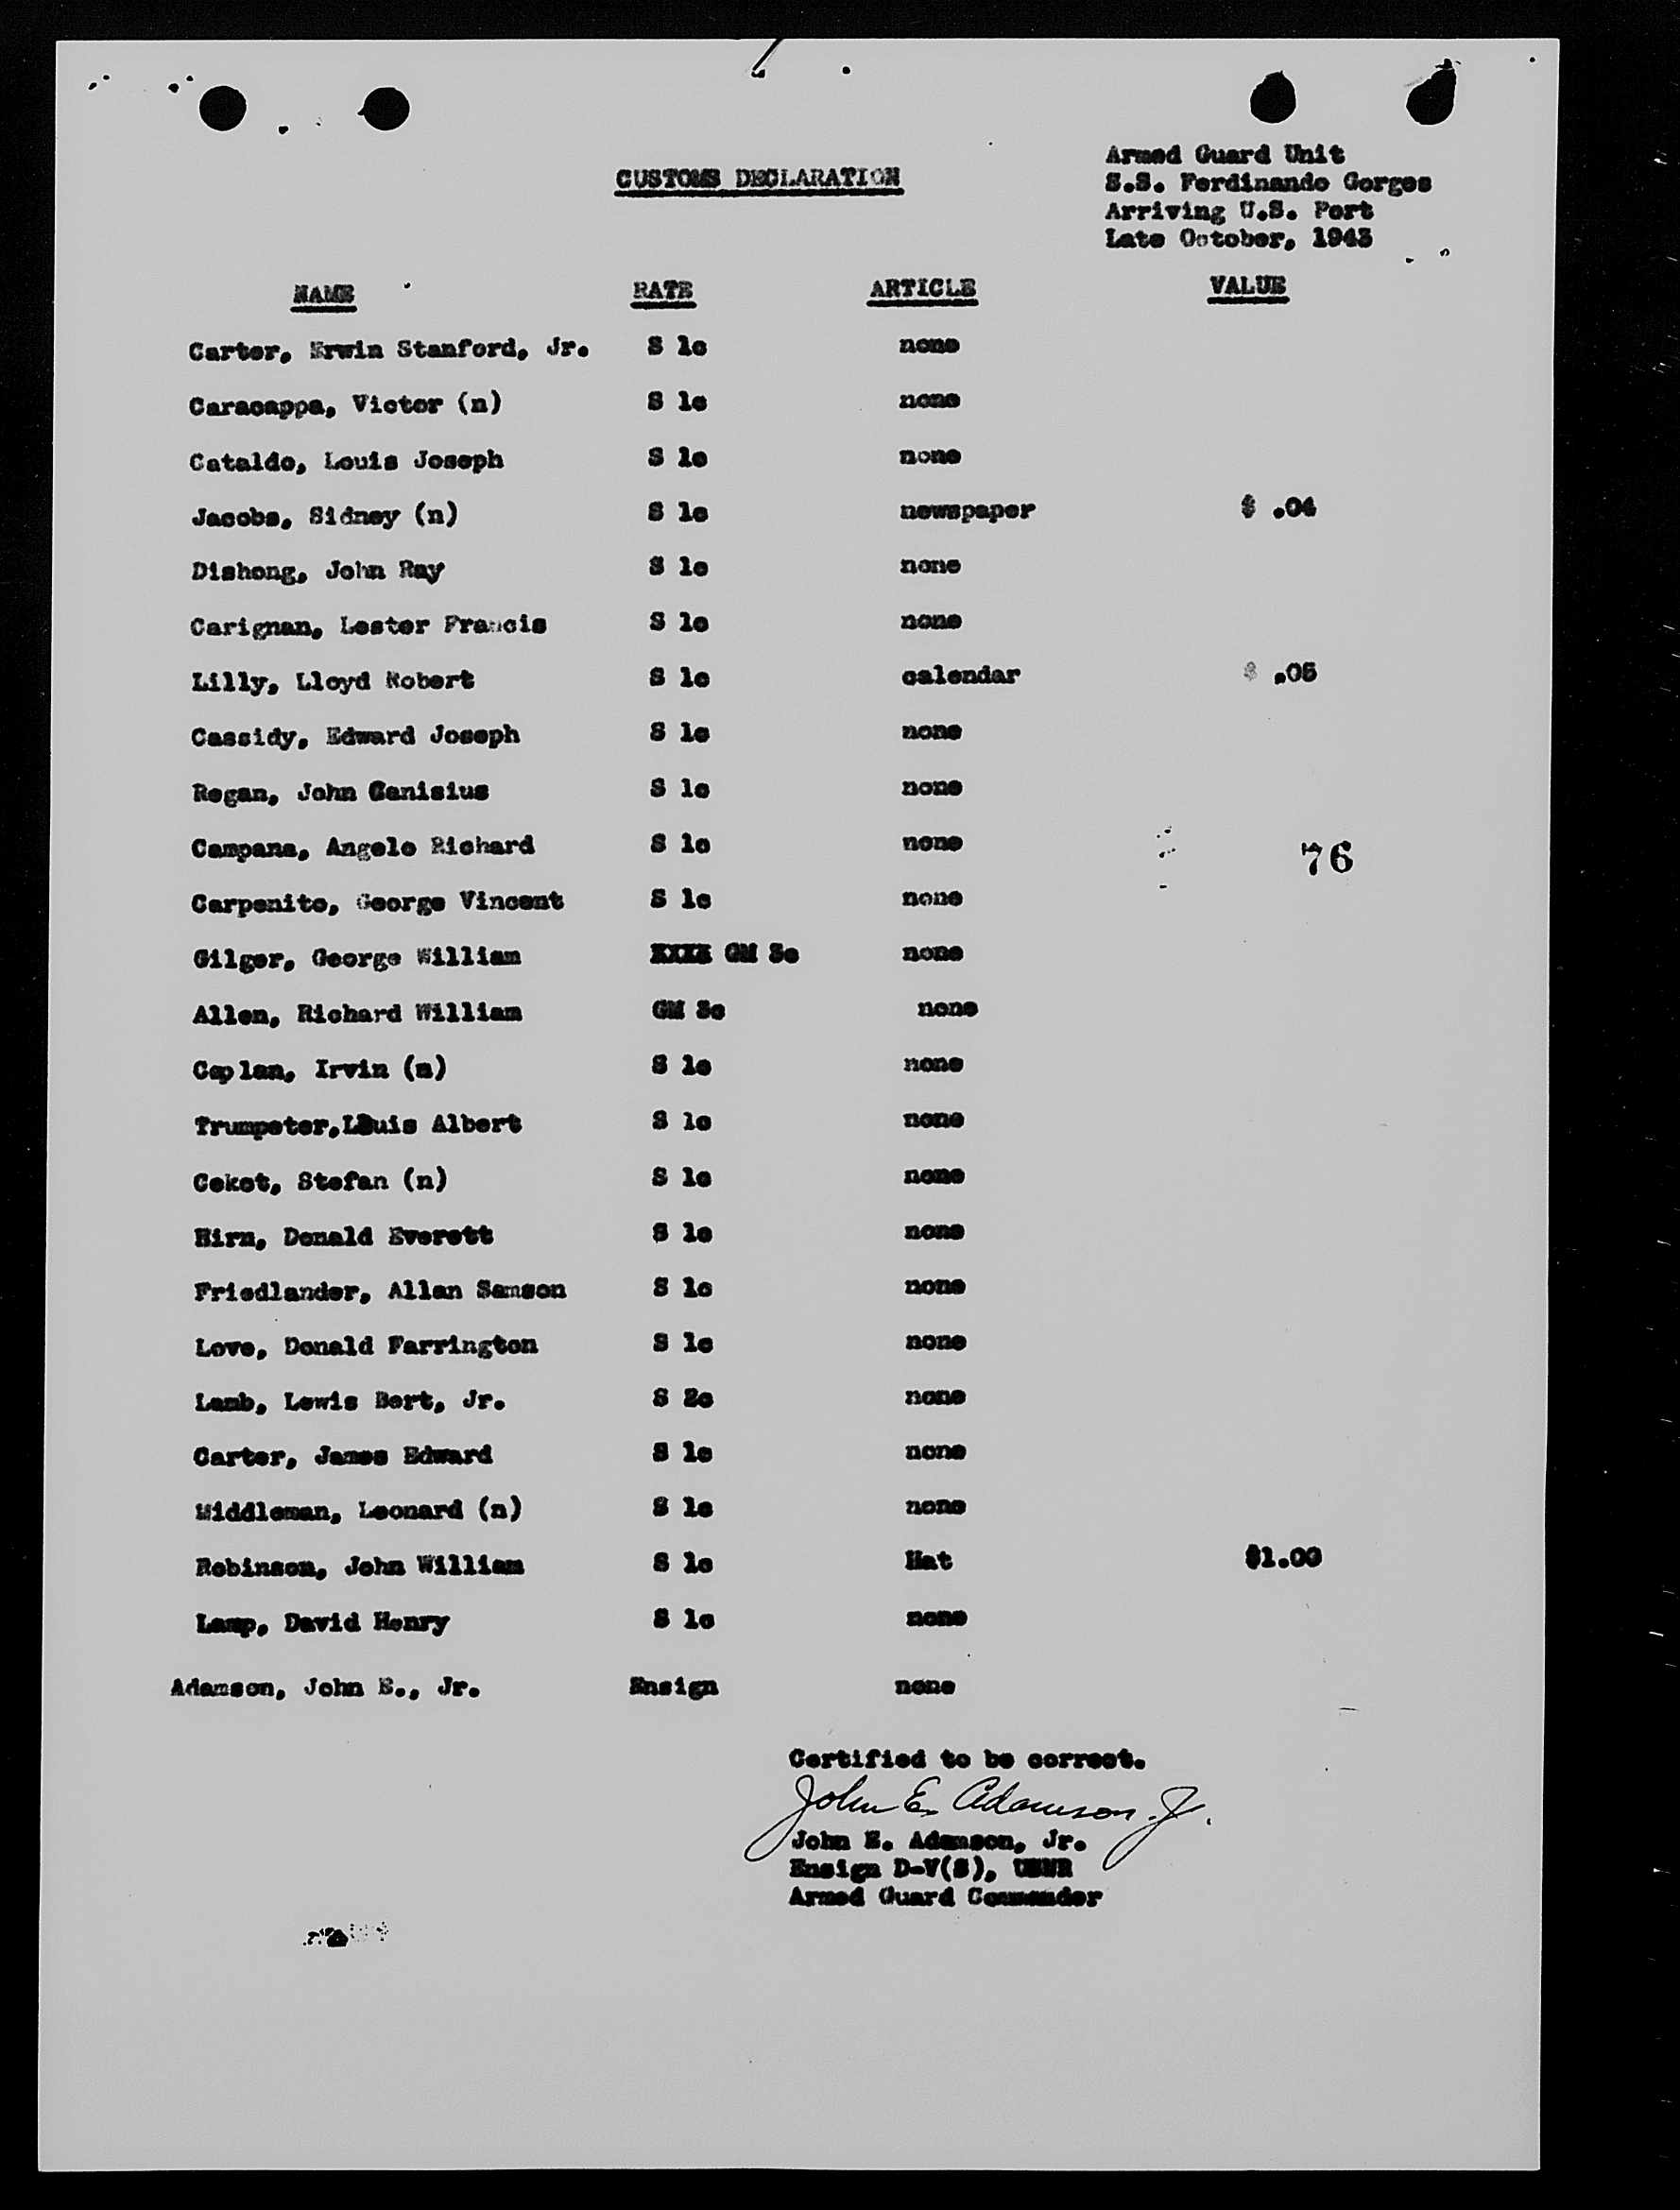 CUSTOMS DECLARATION
Armed Guard Unit
S.S. Ferdinando Gorges
Arriving U.S. Port
Late October, 1943
NAME RATE ARTICLE VALUE
Carter, Erwin Stanford, Jr. S 1c none
Caracappa, Victor (n) S 1c none
Cataldo, Louis Joseph S 1c none
Jacobs, Sidney (n) S 1c newspaper $ .04
Dishong, John Ray S 1c none
Carignan, Lester Francis S 1c none
Lilly, Lloyd Robert S 1c calendar $ .05
Cassidy, Edward Joseph S 1c none
Regan, John Canisius S 1c none
Campana, Angelo Richard S 1c none
76
Carpenito, George Vincent S 1c none
Gilger, George William XXXX GM 3c none
Allen, Richard William GM 3c none
Caplan, Irvin (n) S 1c none
Trumpeter, Louis Albert S 1c none
Cekot, Stefan (n) S 1c none
Hirn, Donald Everett S 1c none
Friedlander, Allan Samson S 1c none
Love, Donald Farrington S 1c none
Lamb, Lewis Bert, Jr. S 2c none
Carter, James Edward S 1c none
Middleman, Leonard (n) S 1c none
Robinson, John William S 1c Hat $1.00
Lamp, David Henry S 1c none
Adamson, John E., Jr. Ensign none
Certified to be correct.
John E. Adamson Jr.
John E. Adamson, Jr.
Ensign D-V(S), USNR
Armed Guard Commander